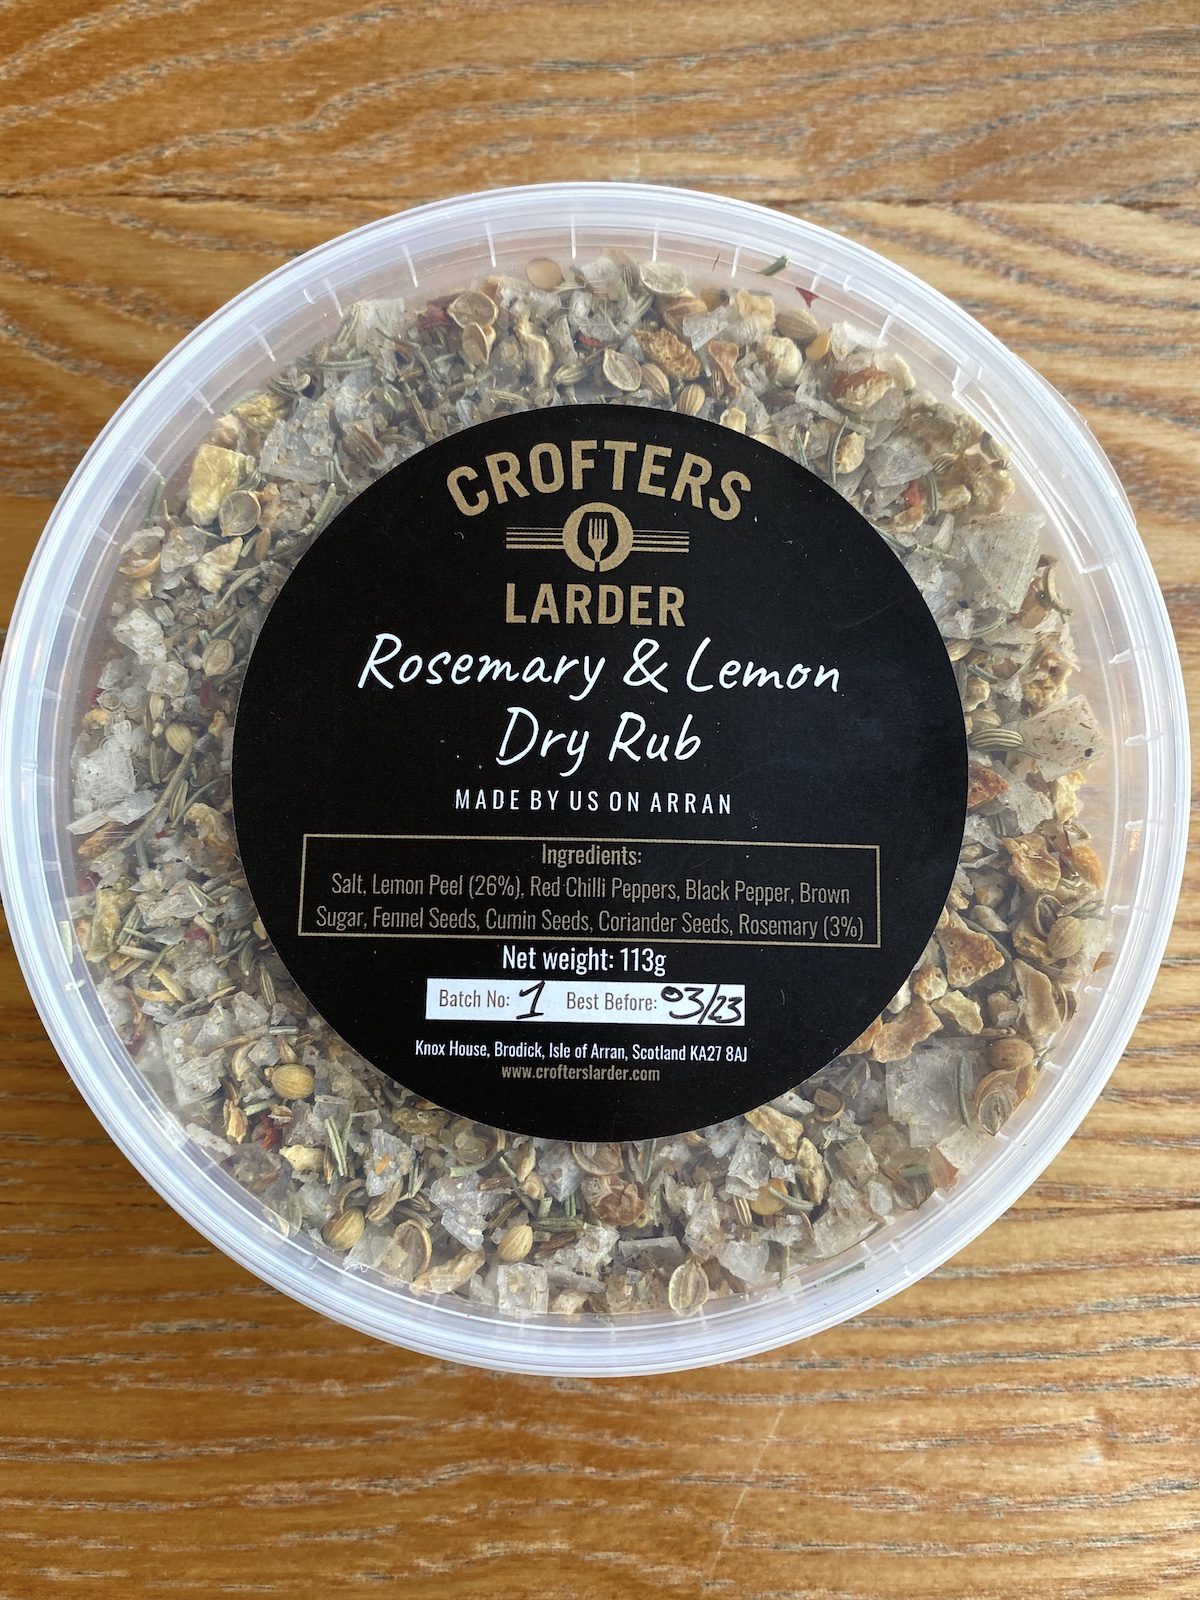 CROFTERS
LARDER
Rosemary & Lemon
Dry Rub
MADE BY US ON ARRAN
Ingredients:
Salt, Lemon Peel (26%), Red Chilli Peppers, Black Pepper, Brown
Sugar, Fennel Seeds, Cumin Seeds, Coriander Seeds, Rosemary (3%)
Net weight: 113g
Batch No: 1 Best Before: 03/23
Knox House, Brodick, Isle of Arran, Scotland KA27 8AJ
www.crofterslarder.com